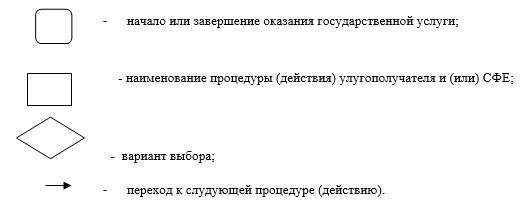 - начало или завершение оказания государственной услуги;
- наименование процедуры (действия) улугополучателя и (или) СФЕ;
- вариант выбора;
- переход к слудующей процедуре (действию).